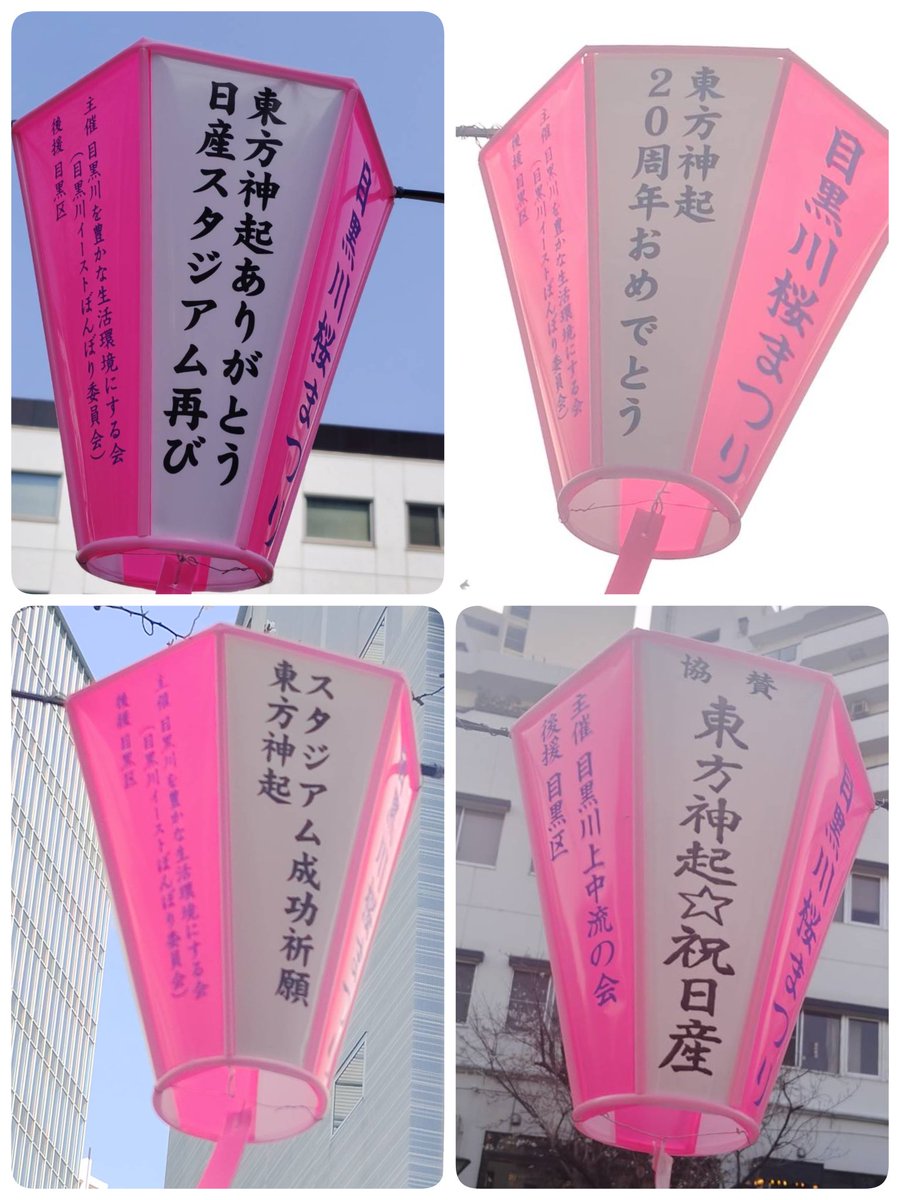 東方神起ありがとう
日産スタジアム再び
主催 目黒川を豊かな生活環境にする会
(目黒川イーストぼんぼり委員会)
後援 目黒区
目黒川桜まつり
目黒川桜まつり
東方神起
20周年おめでとう
主催 目黒川を豊かな生活環境にする会
(目黒川イーストぼんぼり委員会)
後援 目黒区
スタジアム成功祈願
東方神起
主催 目黒川を豊かな生活環境にする会
(目黒川イーストぼんぼり委員会)
後援 目黒区
目黒川桜まつり
協賛
東方神起☆祝日産
主催 目黒川上中流の会
後援 目黒区